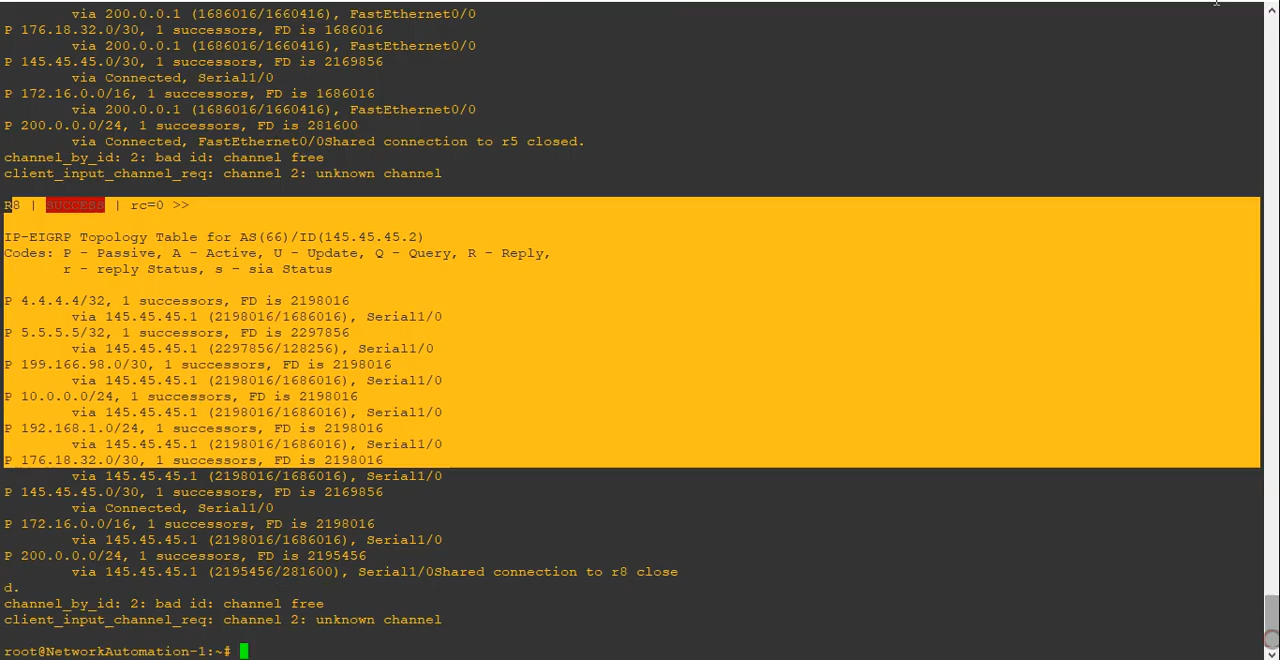 via 200.0.0.1 (1686016/1660416), FastEthernet0/0
P 176.18.32.0/30, 1 successors, FD is 1686016
via 200.0.0.1 (1686016/1660416), FastEthernet0/0
P 145.45.45.0/30, 1 successors, FD is 2169856
via Connected, Serial1/0
P 172.16.0.0/16, 1 successors, FD is 1686016
via 200.0.0.1 (1686016/1660416), FastEthernet0/0
P 200.0.0.0/24, 1 successors, FD is 281600
via Connected, FastEthernet0/0Shared connection to r5 closed.
channel_by_id: 2: bad id: channel free
client_input_channel_req: channel 2: unknown channel
R8 | SUCCESS | rc=0 >>
IP-EIGRP Topology Table for AS(66)/ID(145.45.45.2)
Codes: P - Passive, A - Active, U - Update, Q - Query, R - Reply,
r - reply Status, s - sia Status
P 4.4.4.4/32, 1 successors, FD is 2198016
via 145.45.45.1 (2198016/1686016), Serial1/0
P 5.5.5.5/32, 1 successors, FD is 2297856
via 145.45.45.1 (2297856/128256), Serial1/0
P 199.166.98.0/30, 1 successors, FD is 2198016
via 145.45.45.1 (2198016/1686016), Serial1/0
P 10.0.0.0/24, 1 successors, FD is 2198016
via 145.45.45.1 (2198016/1686016), Serial1/0
P 192.168.1.0/24, 1 successors, FD is 2198016
via 145.45.45.1 (2198016/1686016), Serial1/0
P 176.18.32.0/30, 1 successors, FD is 2198016
via 145.45.45.1 (2198016/1686016), Serial1/0
P 145.45.45.0/30, 1 successors, FD is 2169856
via Connected, Serial1/0
P 172.16.0.0/16, 1 successors, FD is 2198016
via 145.45.45.1 (2198016/1686016), Serial1/0
P 200.0.0.0/24, 1 successors, FD is 2195456
via 145.45.45.1 (2195456/281600), Serial1/0Shared connection to r8 close
d.
channel_by_id: 2: bad id: channel free
client_input_channel_req: channel 2: unknown channel
root@NetworkAutomation-1:~#